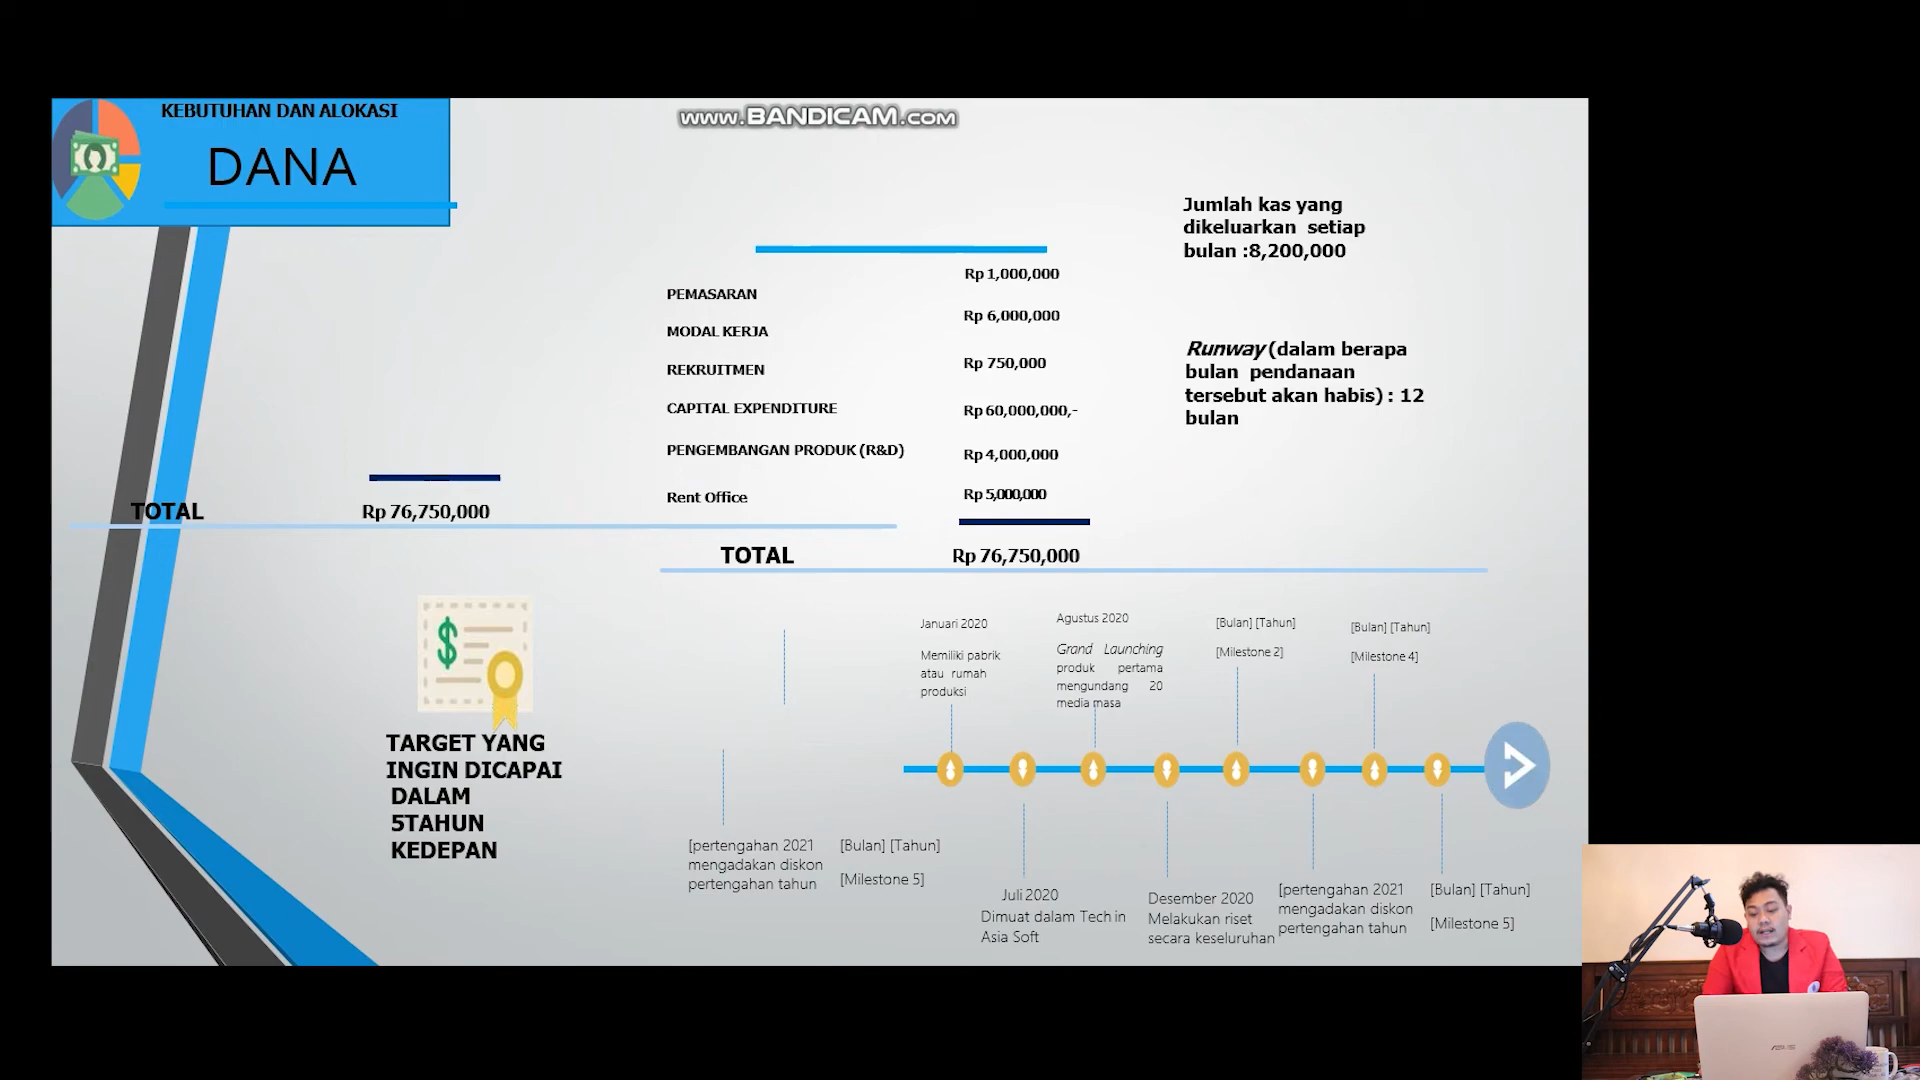 KEBUTUHAN DAN ALOKASI
DANA
www.BANDICAM.com
Jumlah kas yang
dikeluarkan setiap
bulan :8,200,000
Rp 1,000,000
PEMASARAN
Rp 6,000,000
MODAL KERJA
Rp 750,000
REKRUITMEN
CAPITAL EXPENDITURE
Rp 60,000,000,-
PENGEMBANGAN PRODUK (R&D)
Rp 4,000,000
Rent Office
Rp 5,000,000
Runway (dalam berapa
bulan pendanaan
tersebut akan habis) : 12
bulan
TOTAL
Rp 76,750,000
TOTAL
Rp 76,750,000
TARGET YANG
INGIN DICAPAI
DALAM
5TAHUN
KEDEPAN
Januari 2020
Memiliki pabrik
atau rumah
produksi
Agustus 2020
Grand Launching
produk pertama
mengundang 20
media masa
[Bulan] [Tahun]
[Milestone 2]
[Bulan] [Tahun]
[Milestone 4]
[pertengahan 2021
mengadakan diskon
pertengahan tahun
[Bulan] [Tahun]
[Milestone 5]
Juli 2020
Dimuat dalam Tech in
Asia Soft
Desember 2020
Melakukan riset
secara keseluruhan
[pertengahan 2021
mengadakan diskon
pertengahan tahun
[Bulan] [Tahun]
[Milestone 5]
ASUS